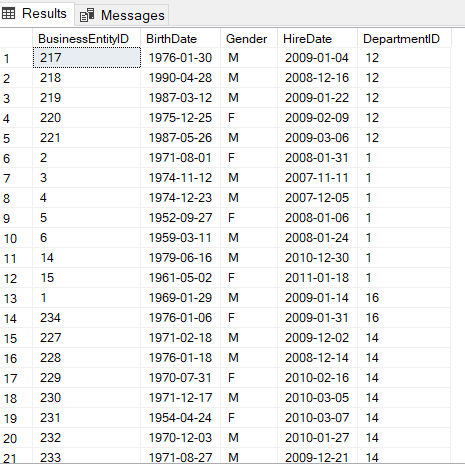 Results Messages
BusinessEntityID BirthDate Gender HireDate DepartmentID
1 217 1976-01-30 M 2009-01-04 12
2 218 1990-04-28 M 2008-12-16 12
3 219 1987-03-12 M 2009-01-22 12
4 220 1975-12-25 F 2009-02-09 12
5 221 1987-05-26 M 2009-03-06 12
6 2 1971-08-01 F 2008-01-31 1
7 3 1974-11-12 M 2007-11-11 1
8 4 1974-12-23 M 2007-12-05 1
9 5 1952-09-27 F 2008-01-06 1
10 6 1959-03-11 M 2008-01-24 1
11 14 1979-06-16 M 2010-12-30 1
12 15 1961-05-02 F 2011-01-18 1
13 1 1969-01-29 M 2009-01-14 16
14 234 1976-01-06 F 2009-01-31 16
15 227 1971-02-18 M 2009-12-02 14
16 228 1976-01-18 M 2008-12-14 14
17 229 1970-07-31 F 2010-02-16 14
18 230 1971-12-17 M 2010-03-05 14
19 231 1954-04-24 F 2010-03-07 14
20 232 1970-12-03 M 2010-01-27 14
21 233 1971-08-27 M 2009-12-21 14